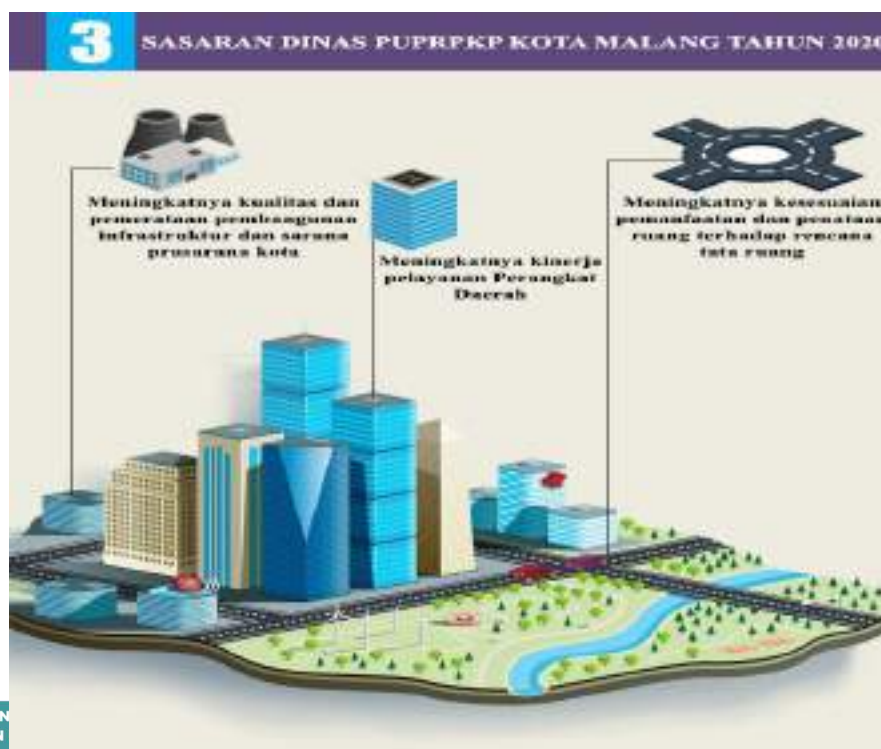 3
SASARAN DINAS PUPRPKP KOTA MALANG TAHUN
Meningkatnya kualitas dan
pemerataan pembangunan
infrastruktur dan sarana
prasarana kota
Meningkatnya kinerja
pelayanan Perangkat
Daerah
Meningkatnya kesesuaian
pemanfaatan dan penataan
ruang terhadap rencana
tata ruang
N
N